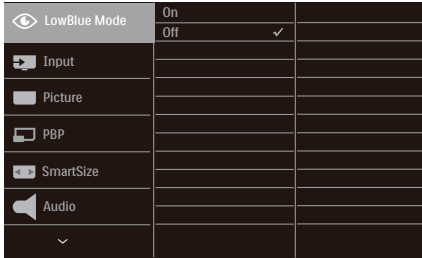 LowBlue Mode
On
Off
Input
Picture
PBP
SmartSize
Audio